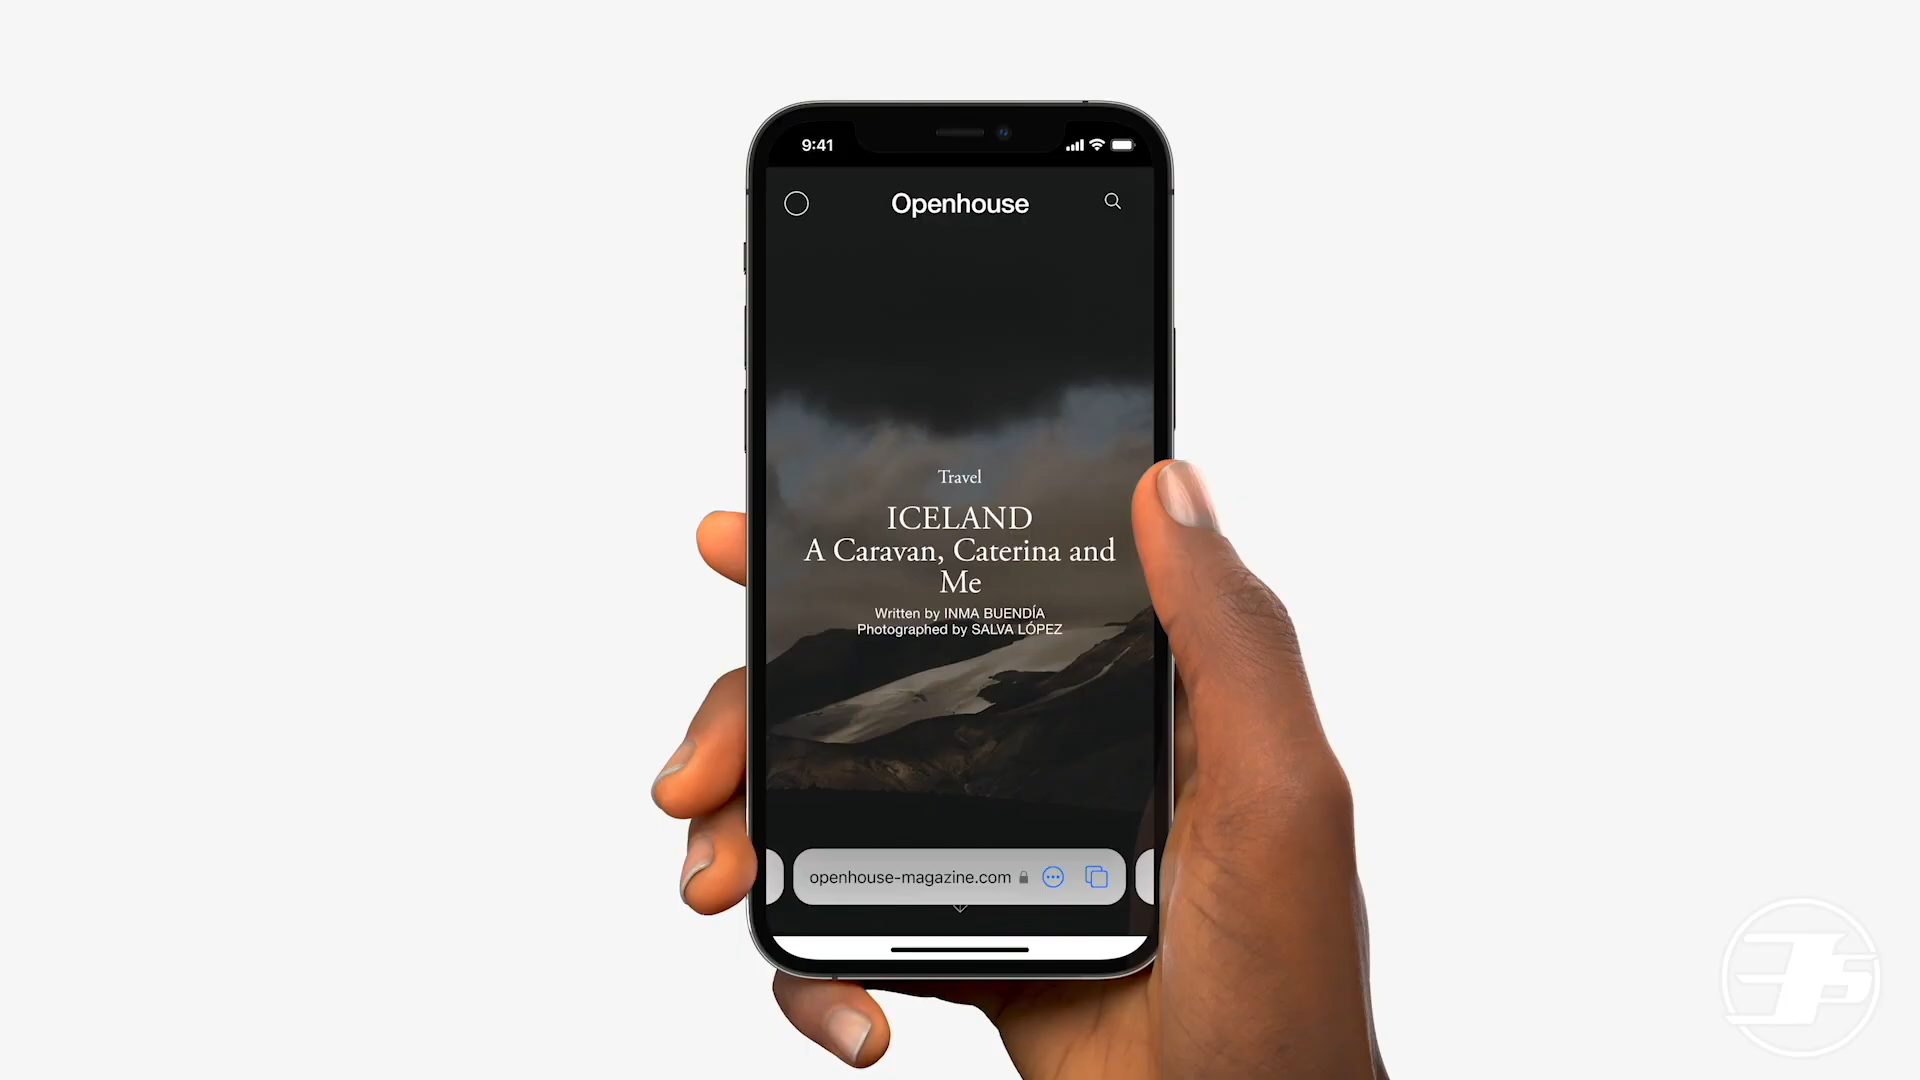 9:41
Openhouse
Travel
ICELAND
A Caravan, Caterina and
Me
Written by INMA BUENDÍA
Photographed by SALVA LÓPEZ
openhouse-magazine.com